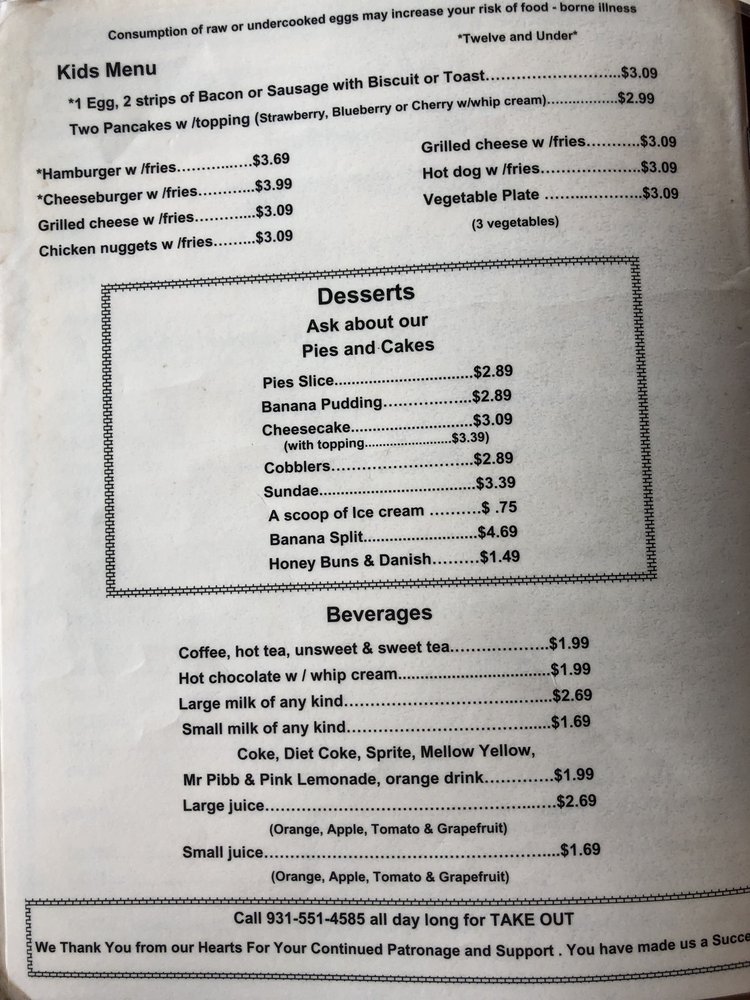 Consumption of raw or undercooked eggs may increase your risk of food - borne illness
*Twelve and Under*
Kids Menu
*1 Egg, 2 strips of Bacon or Sausage with Biscuit or Toast........................$3.09
Two Pancakes w /topping (Strawberry, Blueberry or Cherry w/whip cream).................$2.99
*Hamburger w /fries..................$3.69
*Cheeseburger w /fries............$3.99
Grilled cheese w /fries.............$3.09
Chicken nuggets w /fries.........$3.09
Grilled cheese w /fries...........$3.09
Hot dog w /fries.....................$3.09
Vegetable Plate .....................$3.09
(3 vegetables)
Desserts
Ask about our
Pies and Cakes
Pies Slice................................$2.89
Banana Pudding....................$2.89
Cheesecake............................$3.09
(with topping.........................$3.39)
Cobblers................................$2.89
Sundae....................................$3.39
A scoop of Ice cream ..........$ .75
Banana Split..........................$4.69
Honey Buns & Danish.........$1.49
Beverages
Coffee, hot tea, unsweet & sweet tea...................$1.99
Hot chocolate w / whip cream.................................$1.99
Large milk of any kind............................................$2.69
Small milk of any kind............................................$1.69
Coke, Diet Coke, Sprite, Mellow Yellow,
Mr Pibb & Pink Lemonade, orange drink.............$1.99
Large juice..............................................................$2.69
(Orange, Apple, Tomato & Grapefruit)
Small juice...............................................................$1.69
(Orange, Apple, Tomato & Grapefruit)
Call 931-551-4585 all day long for TAKE OUT
We Thank You from our Hearts For Your Continued Patronage and Support . You have made us a Succe